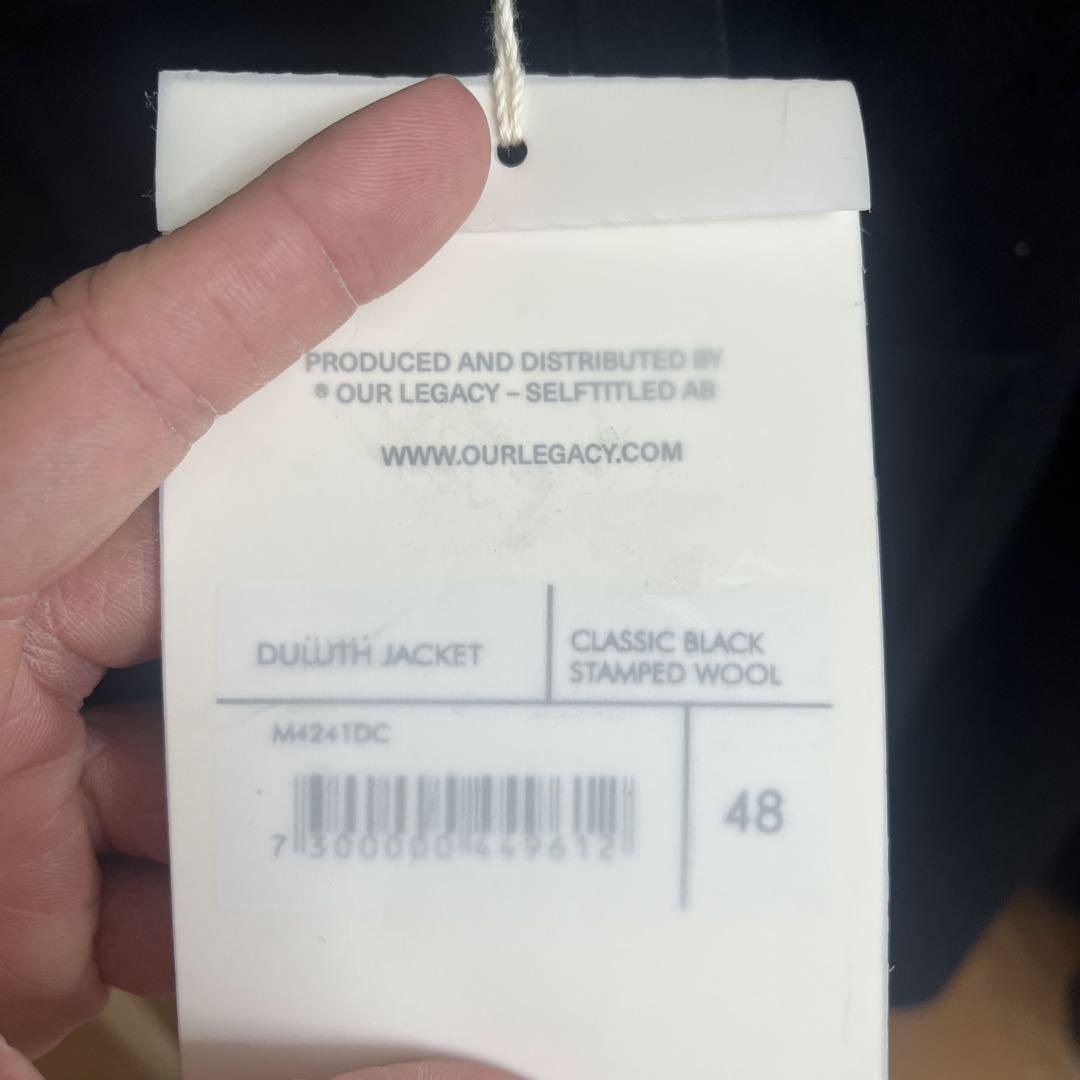 PRODUCED AND DISTRIBUTED BY
® OUR LEGACY – SELFTITLED AB
WWW.OURLEGACY.COM
DULUTH JACKET
CLASSIC BLACK
STAMPED WOOL
M4241DC
7 300000 449612
48